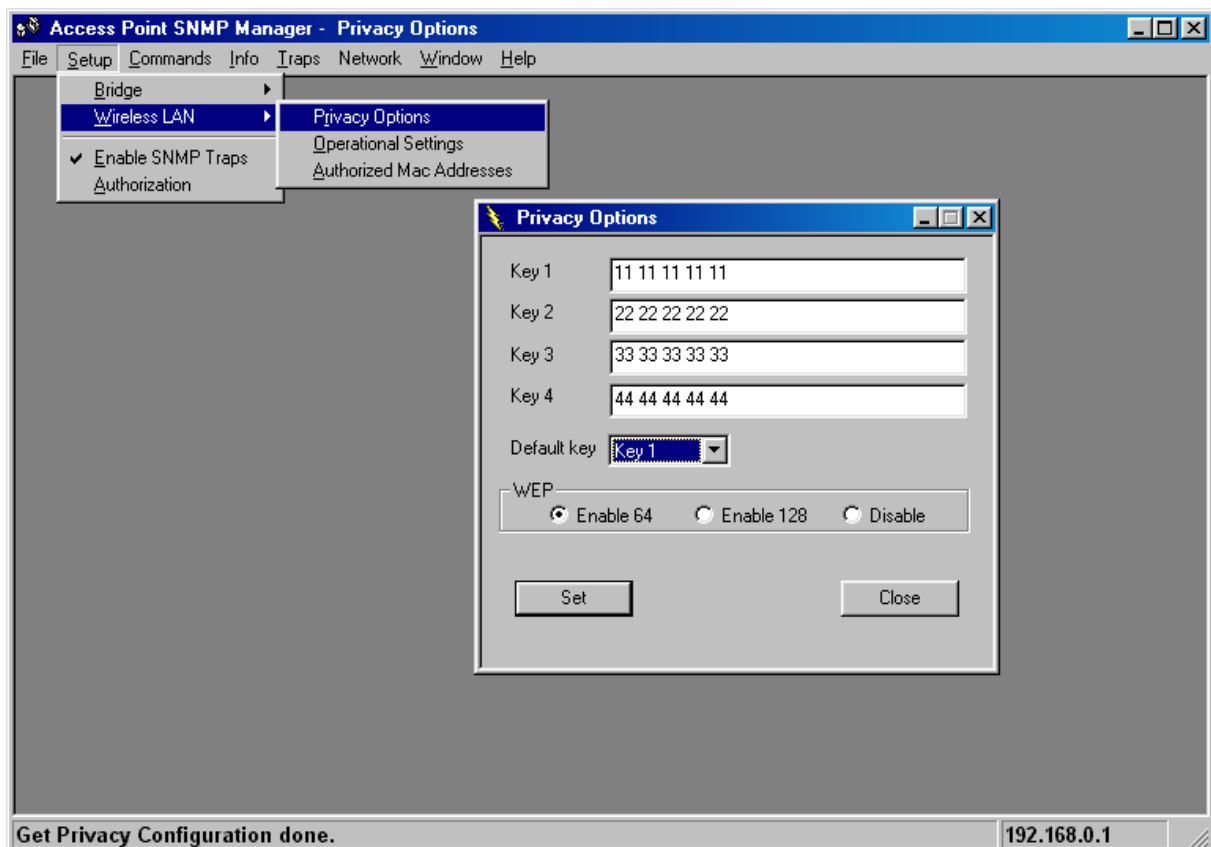 Access Point SNMP Manager - Privacy Options
File Setup Commands Info Traps Network Window Help
Bridge
Wireless LAN
Enable SNMP Traps
Authorization
Privacy Options
Operational Settings
Authorized Mac Addresses
Privacy Options
Key 1 11 11 11 11 11
Key 2 22 22 22 22 22
Key 3 33 33 33 33 33
Key 4 44 44 44 44 44
Default key Key 1
WEP
Enable 64 Enable 128 Disable
Set Close
Get Privacy Configuration done. 192.168.0.1